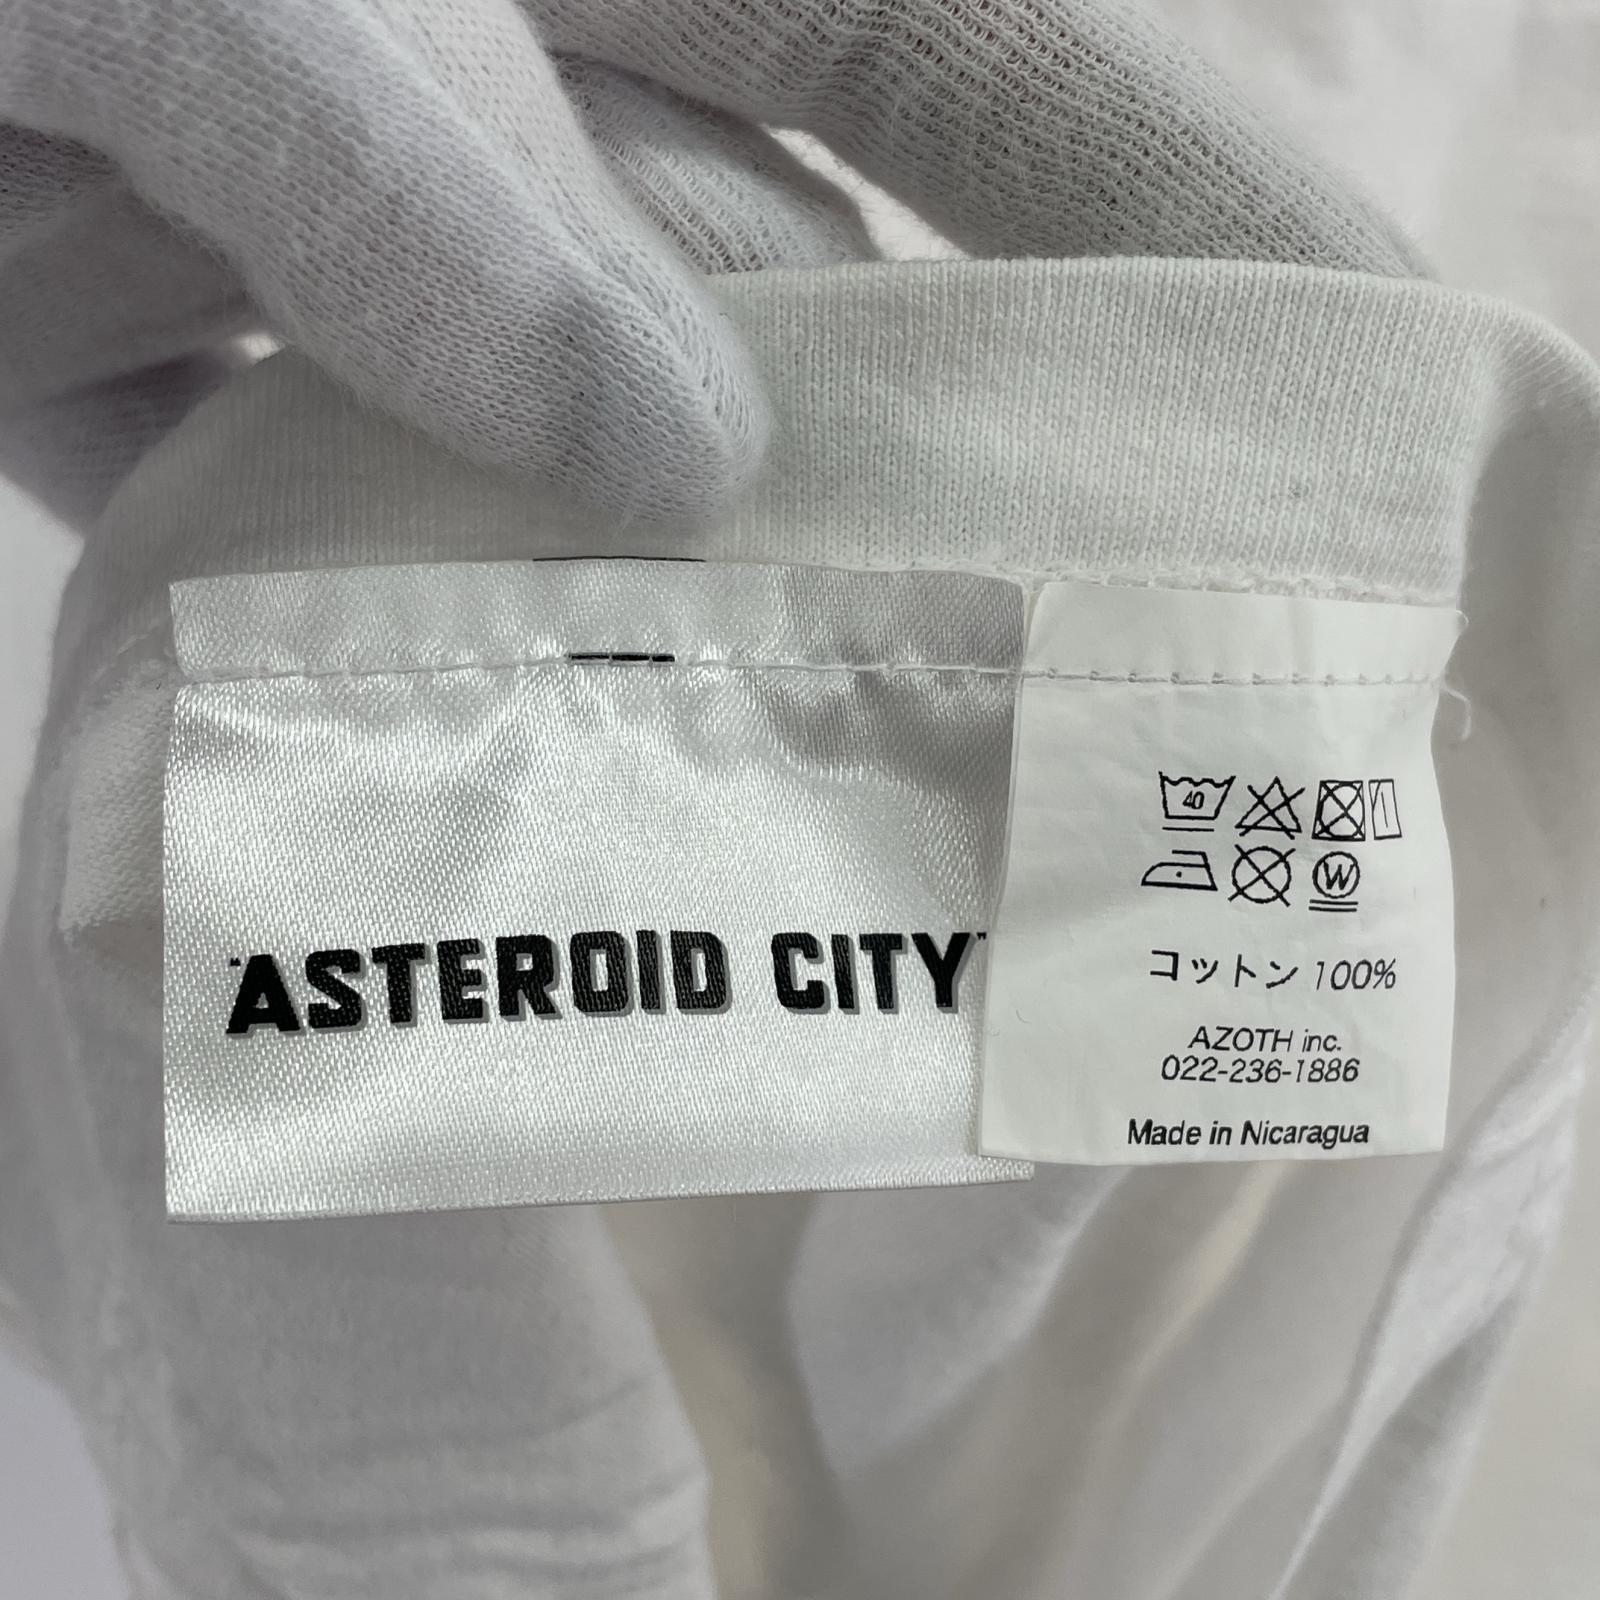 "ASTEROID CITY"
40
W
コットン 100%
AZOTH inc.
022-236-1886
Made in Nicaragua